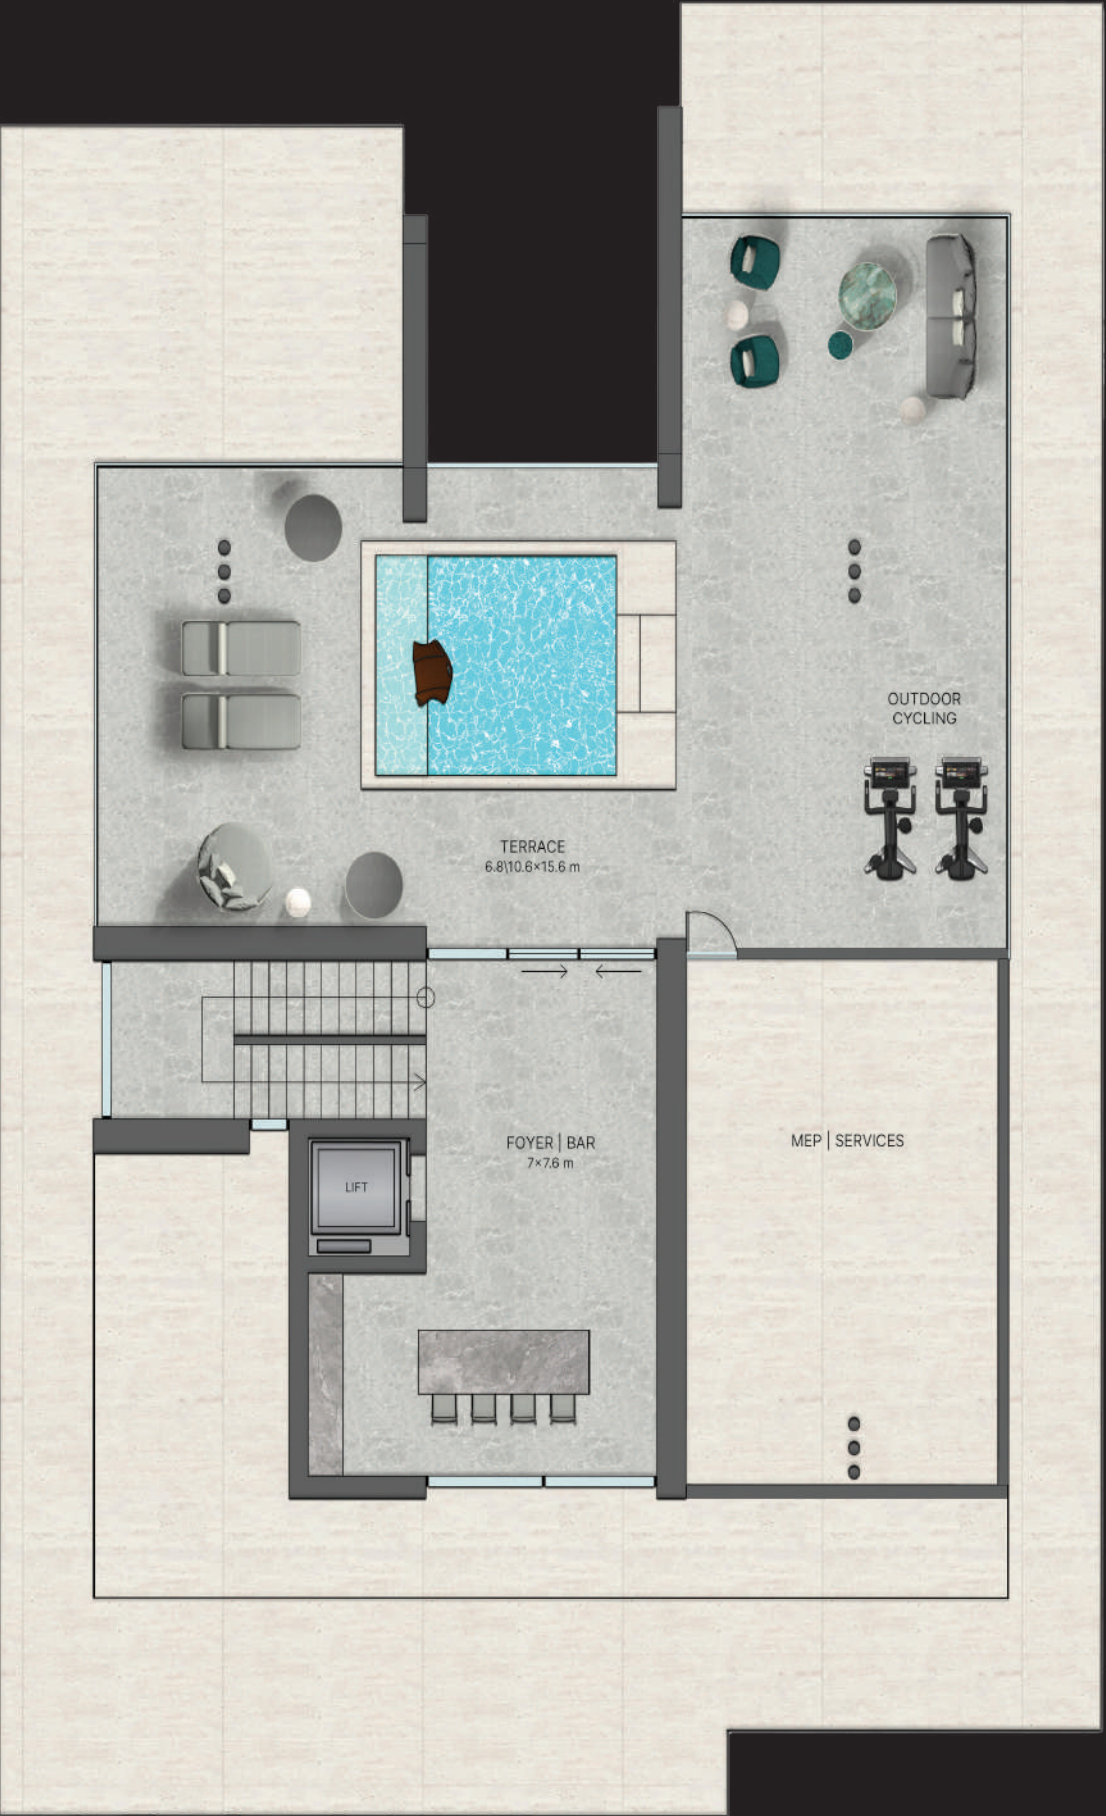 OUTDOOR
CYCLING
TERRACE
6.8\10.6×15.6 m
FOYER | BAR
7×7.6 m
MEP | SERVICES
LIFT